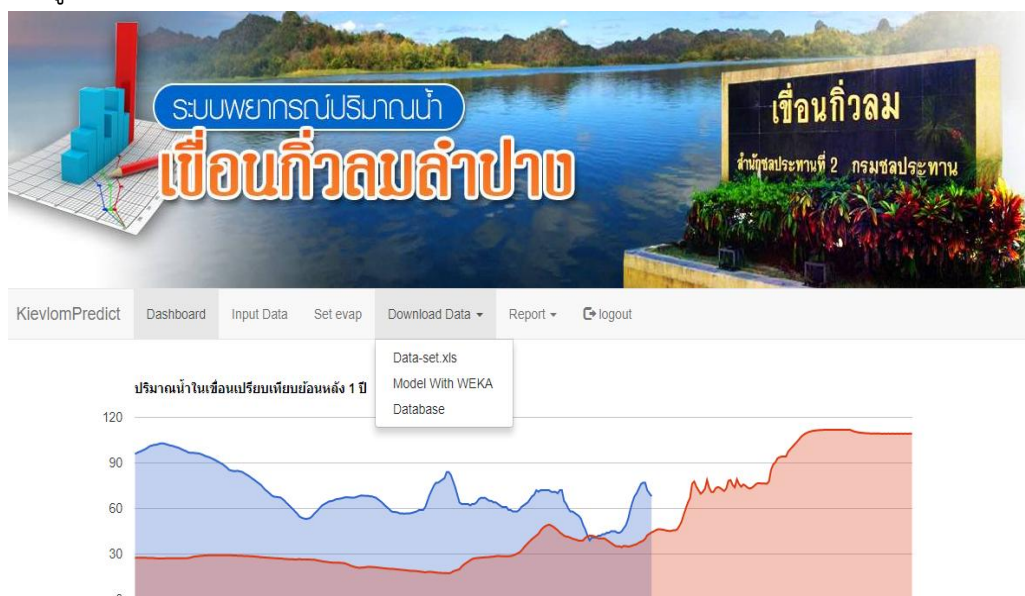 ระบบพยากรณ์ปริมาณน้ำ
เขื่อนกิ่วลมลำปาง
เขื่อนกิ่วลม
สำนักชลประทานที่ 2 กรมชลประทาน
KievlomPredict Dashboard Input Data Set evap Download Data Report logout
Data-set.xls
Model With WEKA
Database
ปริมาณน้ำในเขื่อนเปรียบเทียบย้อนหลัง 1 ปี
120
90
60
30